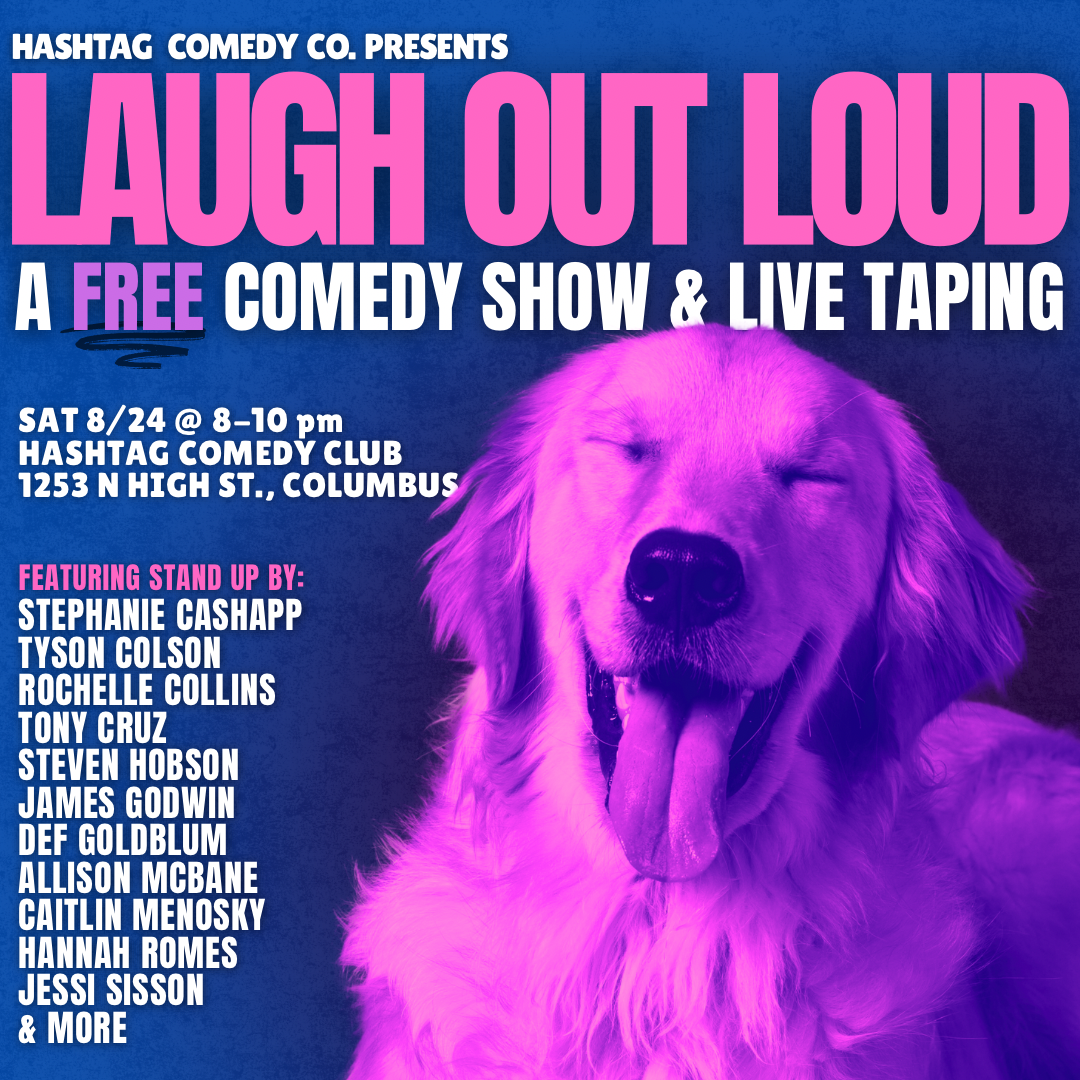 HASHTAG COMEDY CO. PRESENTS
LAUGH OUT LOUD
A FREE COMEDY SHOW & LIVE TAPING
SAT 8/24 @ 8-10 pm
HASHTAG COMEDY CLUB
1253 N HIGH ST., COLUMBUS
FEATURING STAND UP BY:
STEPHANIE CASHAPP
TYSON COLSON
ROCHELLE COLLINS
TONY CRUZ
STEVEN HOBSON
JAMES GODWIN
DEF GOLDBLUM
ALLISON MCBANE
CAITLIN MENOSKY
HANNAH ROMES
JESSI SISSON
& MORE